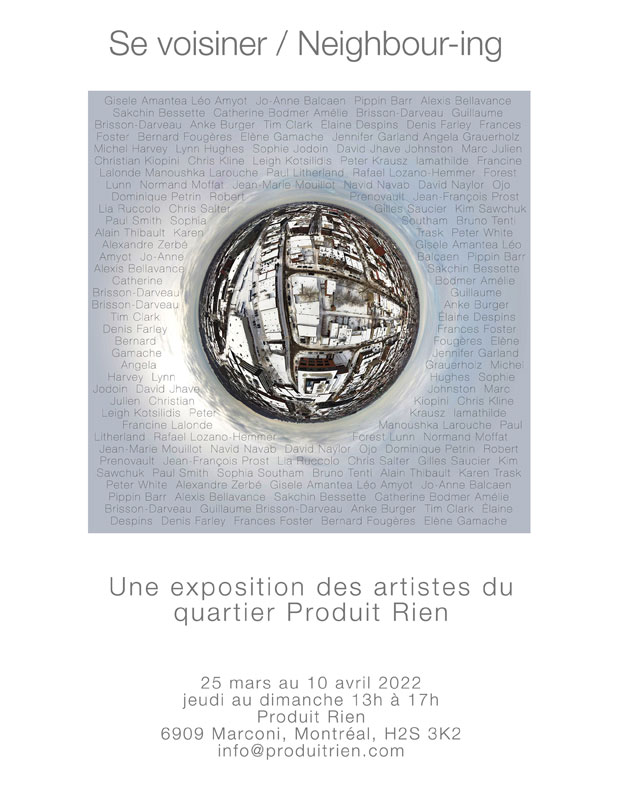 Se voisiner / Neighbour-ing
Gisele Amantea Léo Amyot Jo-Anne Balcaen Pippin Barr Alexis Bellavance
Sakchin Bessette Catherine Bodmer Amélie Brisson-Darveau Guillaume
Brisson-Darveau Anke Burger Tim Clark Élaine Despins Denis Farley Frances
Foster Bernard Fougères Elène Gamache Jennifer Garland Angela Grauerholz
Michel Harvey Lynn Hughes Sophie Jodoin David Jhave Johnston Marc Julien
Christian Kiopini Chris Kline Leigh Kotsilidis Peter Krausz Iamathilde Francine
Lalonde Manoushka Larouche Paul Litherland Rafael Lozano-Hemmer Forest
Lunn Normand Moffat Jean-Marie Mouillot Navid Navab David Naylor Ojo
Dominique Petrin Robert Prenovault Jean-François Prost
Lia Ruccolo Chris Salter Gilles Saucier Kim Sawchuk
Paul Smith Sophia Southam Bruno Tenti
Alain Thibault Karen Trask Peter White
Alexandre Zerbé Gisele Amantea Léo
Amyot Jo-Anne Balcaen Pippin Barr
Alexis Bellavance Sakchin Bessette
Catherine Bodmer Amélie
Brisson-Darveau Guillaume
Brisson-Darveau Anke Burger
Tim Clark Élaine Despins
Denis Farley Frances Foster
Bernard Fougères Elène
Gamache Jennifer Garland
Angela Grauerholz Michel
Harvey Lynn Hughes Sophie
Jodoin David Jhave Johnston Marc
Julien Christian Kiopini Chris Kline
Leigh Kotsilidis Peter Krausz Iamathilde
Francine Lalonde Manoushka Larouche Paul
Litherland Rafael Lozano-Hemmer Forest Lunn Normand Moffat
Jean-Marie Mouillot Navid Navab David Naylor Ojo Dominique Petrin Robert
Prenovault Jean-François Prost Lia Ruccolo Chris Salter Gilles Saucier Kim
Sawchuk Paul Smith Sophia Southam Bruno Tenti Alain Thibault Karen Trask
Peter White Alexandre Zerbé Gisele Amantea Léo Amyot Jo-Anne Balcaen
Pippin Barr Alexis Bellavance Sakchin Bessette Catherine Bodmer Amélie
Brisson-Darveau Guillaume Brisson-Darveau Anke Burger Tim Clark Élaine
Despins Denis Farley Frances Foster Bernard Fougères Elène Gamache
Une exposition des artistes du
quartier Produit Rien
25 mars au 10 avril 2022
jeudi au dimanche 13h à 17h
Produit Rien
6909 Marconi, Montréal, H2S 3K2
info@produitrien.com